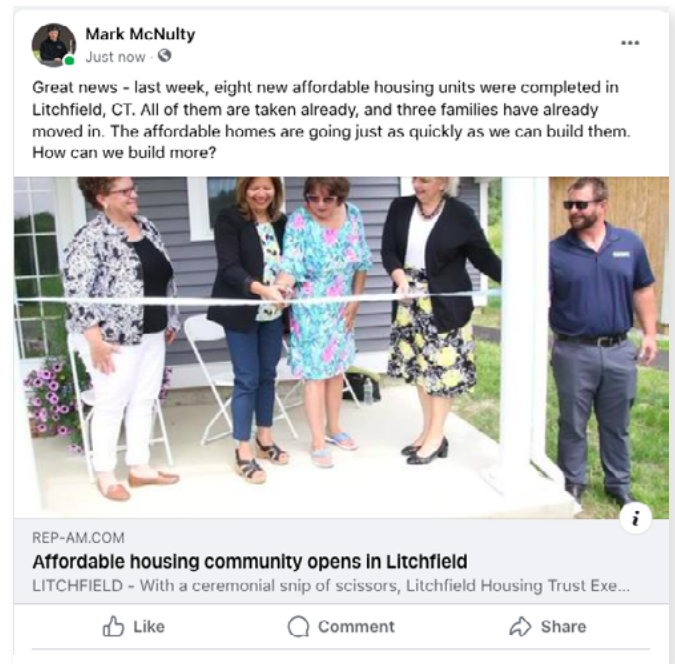 Mark McNulty
Just now ·
...
Great news - last week, eight new affordable housing units were completed in
Litchfield, CT. All of them are taken already, and three families have already
moved in. The affordable homes are going just as quickly as we can build them.
How can we build more?
i
REP-AM.COM
Affordable housing community opens in Litchfield
LITCHFIELD – With a ceremonial snip of scissors, Litchfield Housing Trust Exe...
Like Comment Share